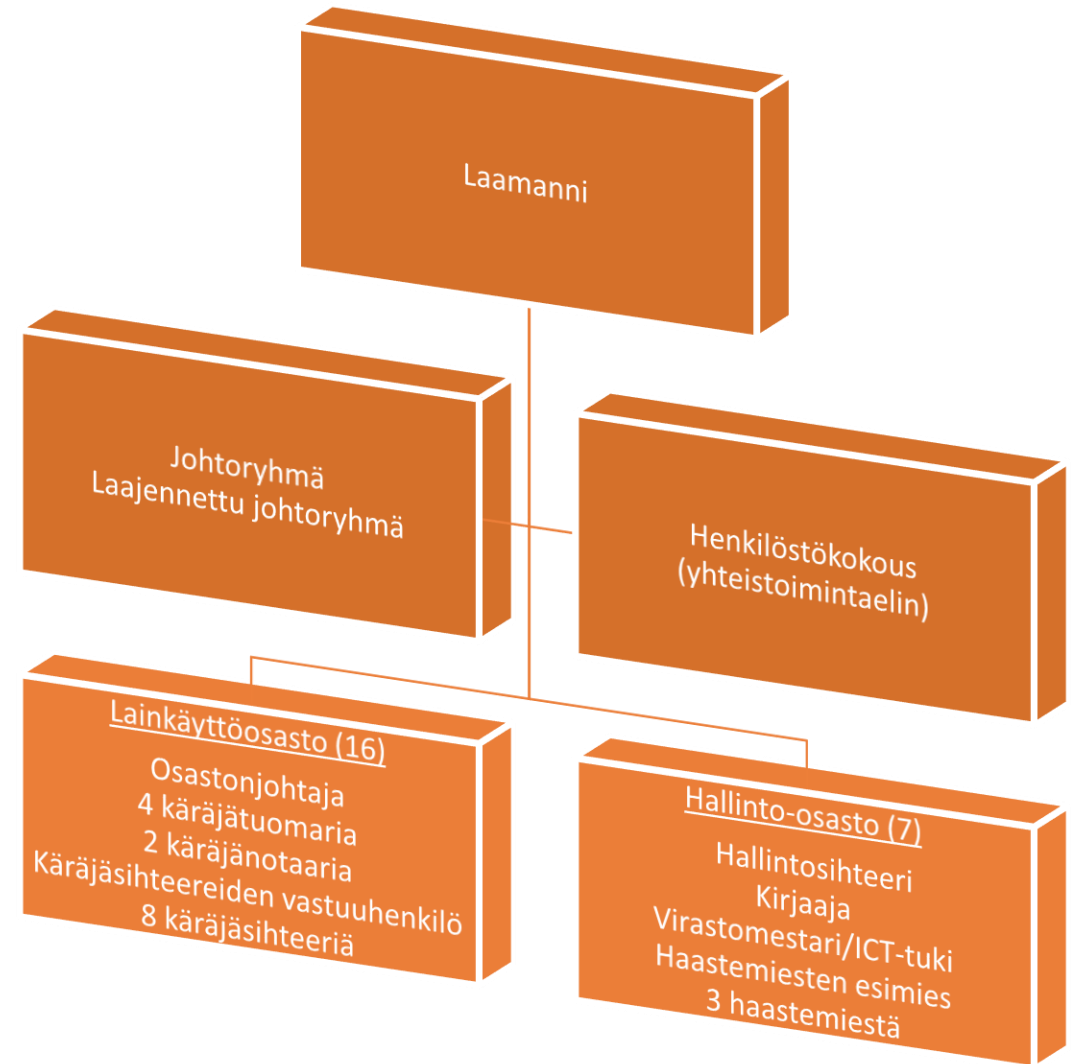 Laamanni
Johtoryhmä
Laajennettu johtoryhmä
Henkilöstökokous
(yhteistoimintaelin)
Lainkäyttöosasto (16)
Osastonjohtaja
4 käräjätuomaria
2 käräjänotaaria
Käräjäsihteereiden vastuuhenkilö
8 käräjäsihteeriä
Hallinto-osasto (7)
Hallintosihteeri
Kirjaaja
Virastomestari/ICT-tuki
Haastemiesten esimies
3 haastemiestä